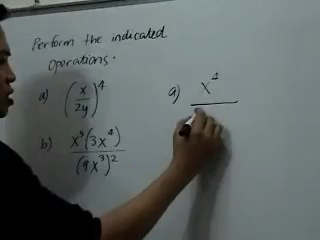 Perform the indicated
operations:
a) (x/2y)^4
b) x^5(3x^4)/(9x^3)^2
a) x^4